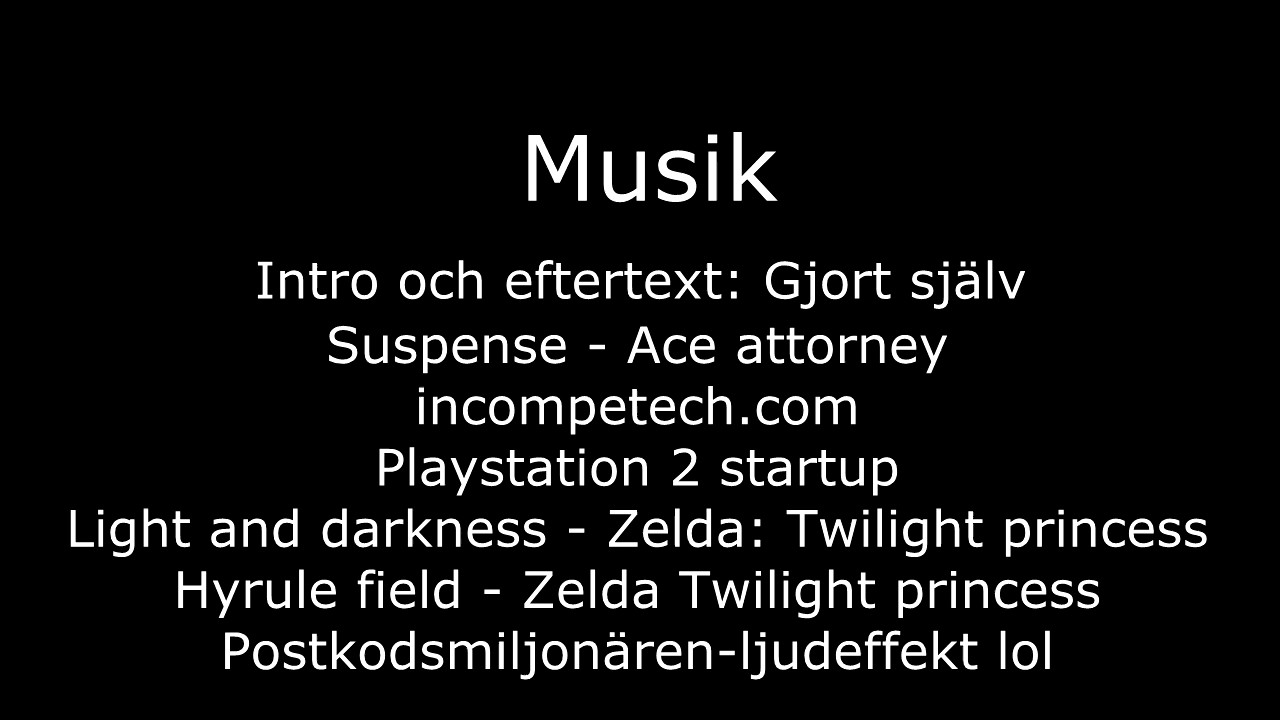 Musik
Intro och eftertext: Gjort själv
Suspense - Ace attorney
incompetech.com
Playstation 2 startup
Light and darkness - Zelda: Twilight princess
Hyrule field - Zelda Twilight princess
Postkodsmiljonären-ljudeffekt lol